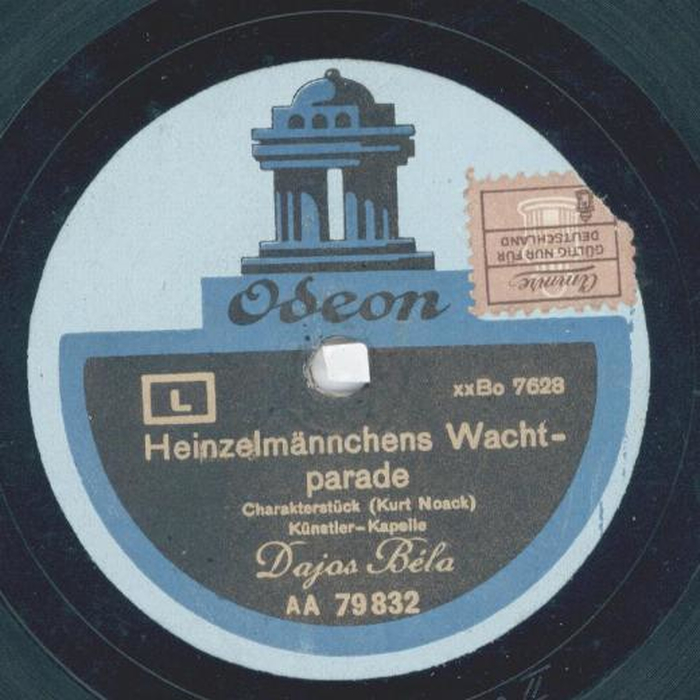 Odeon
Ammre
GÜLTIG NUR FÜR
DEUTSCHLAND
L
xxBo 7628
Heinzelmännchens Wacht-
parade
Charakterstück (Kurt Noack)
Künstler-Kapelle
Dajos Béla
AA 79832